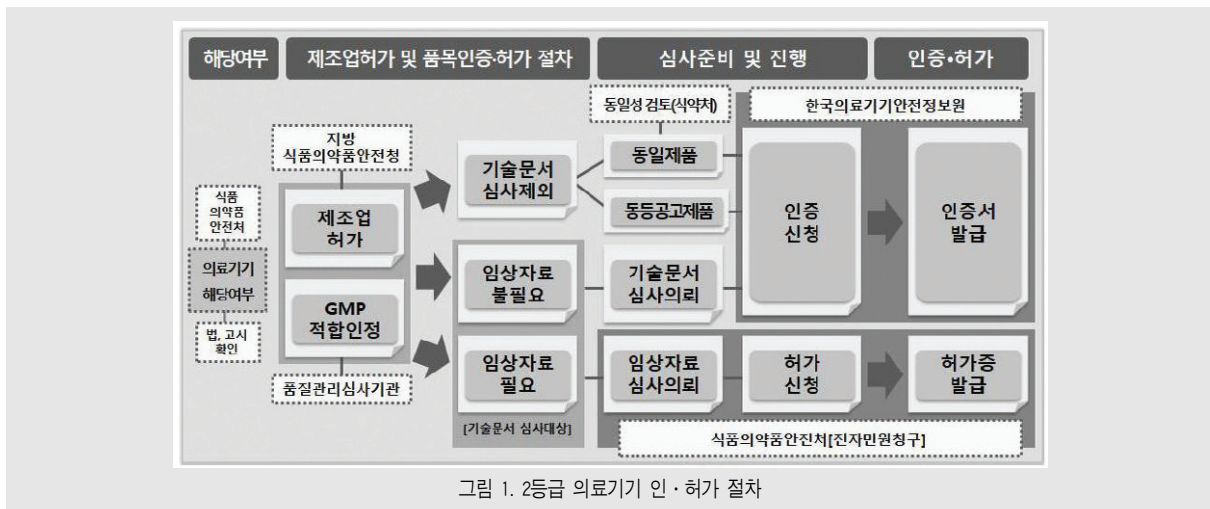 해당여부
제조업허가 및 품목인증·허가 절차
심사준비 및 진행
인증•허가
식품
의약품
안전처
의료기기
해당여부
법, 고시
확인
지방
식품의약품안전청
제조업
허가
GMP
적합인정
품질관리심사기관
기술문서
심사제외
임상자료
불필요
임상자료
필요
[기술문서 심사대상]
동일성 검토(식약처)
동일제품
동등공고제품
기술문서
심사의뢰
임상자료
심사의뢰
한국의료기기안전정보원
인증
신청
인증서
발급
허가
신청
허가증
발급
식품의약품안전처[전자민원청구]
그림 1. 2등급 의료기기 인·허가 절차